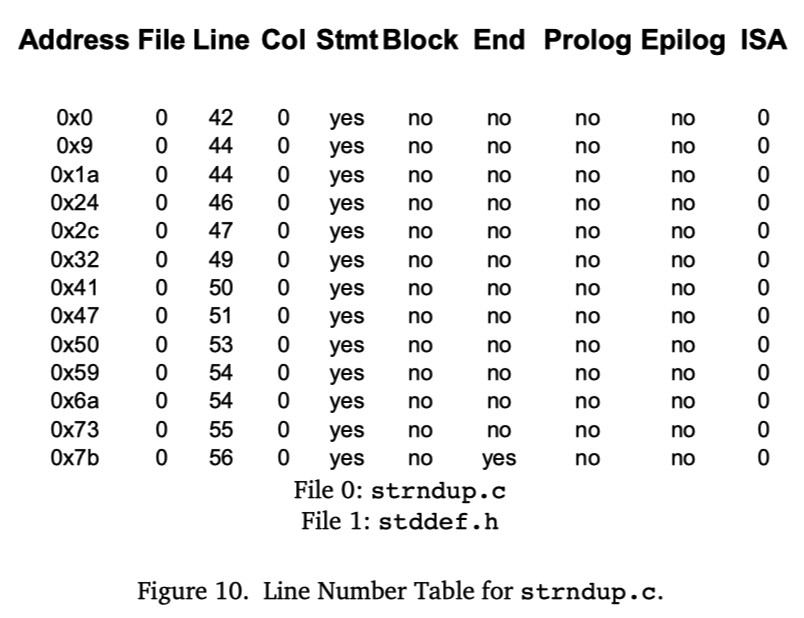 Address File Line Col Stmt Block End Prolog Epilog ISA
0x0 0 42 0 yes no no no no 0
0x9 0 44 0 yes no no no no 0
0x1a 0 44 0 yes no no no no 0
0x24 0 46 0 yes no no no no 0
0x2c 0 47 0 yes no no no no 0
0x32 0 49 0 yes no no no no 0
0x41 0 50 0 yes no no no no 0
0x47 0 51 0 yes no no no no 0
0x50 0 53 0 yes no no no no 0
0x59 0 54 0 yes no no no no 0
0x6a 0 54 0 yes no no no no 0
0x73 0 55 0 yes no no no no 0
0x7b 0 56 0 yes no yes no no 0
File 0: strndup.c
File 1: stddef.h
Figure 10. Line Number Table for strndup.c.